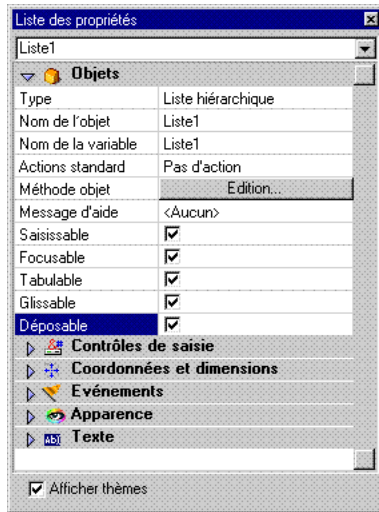 Liste des propriétés
Liste1
Objets
Type Liste hiérarchique
Nom de l'objet Liste1
Nom de la variable Liste1
Actions standard Pas d'action
Méthode objet Edition...
Message d'aide <Aucun>
Saisissable
Focusable
Tabulable
Glissable
Déposable
Contrôles de saisie
Coordonnées et dimensions
Evénements
Apparence
Texte
Afficher thèmes